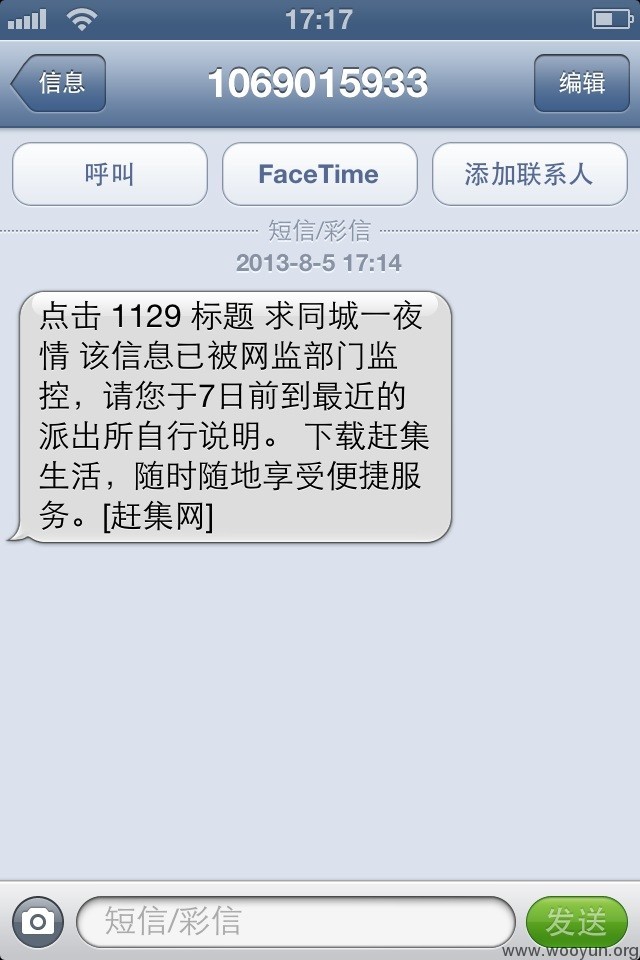 17:17
信息
1069015933
编辑
呼叫
FaceTime
添加联系人
短信/彩信
2013-8-5 17:14
点击 1129 标题 求同城一夜
情 该信息已被网监部门监
控，请您于7日前到最近的
派出所自行说明。 下载赶集
生活，随时随地享受便捷服
务。[赶集网]
短信/彩信
发送
www.wooyun.org